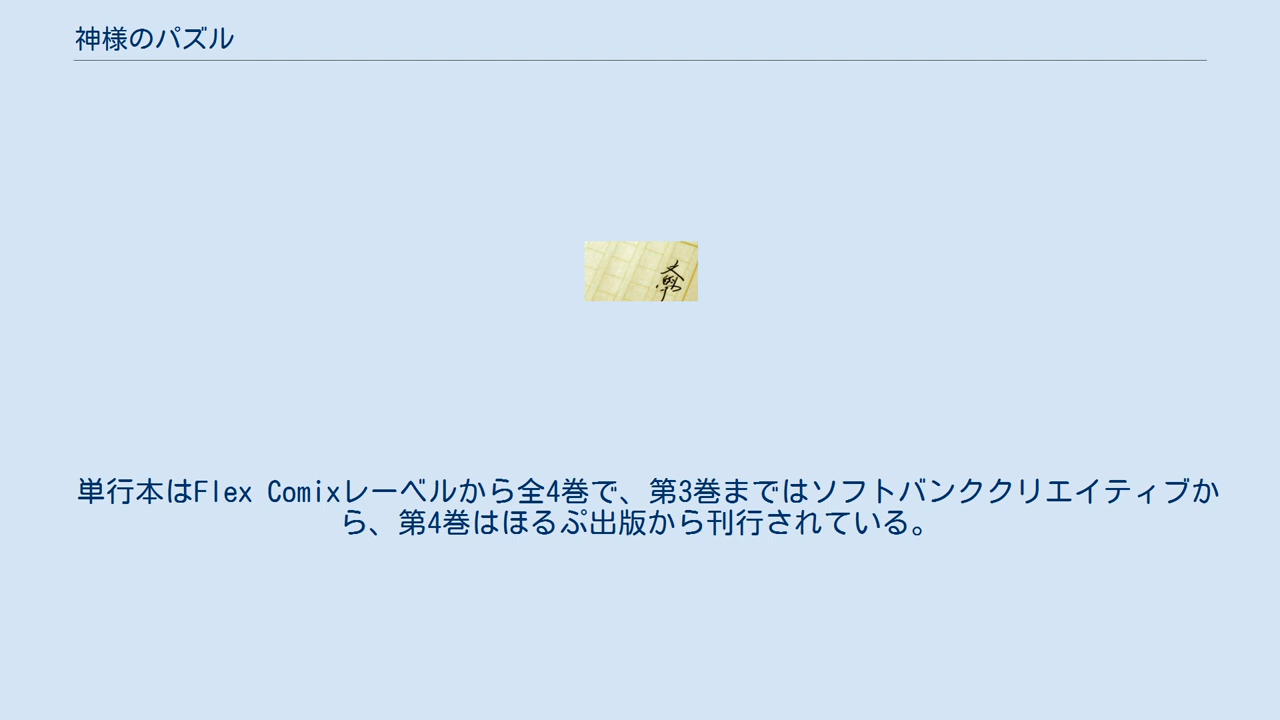 神様のパズル
単行本はFlex Comixレーベルから全4巻で、第3巻まではソフトバンククリエイティブか
ら、第4巻はほるぷ出版から刊行されている。